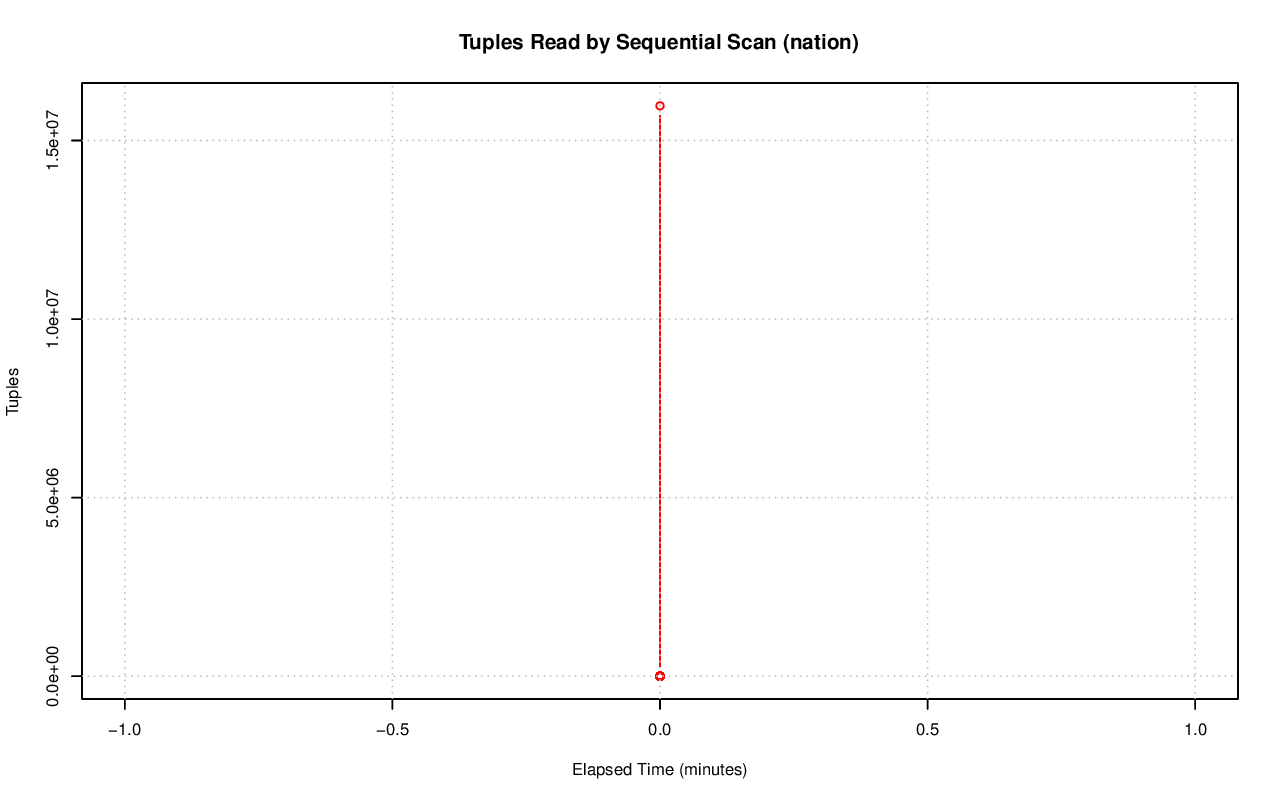 Tuples Read by Sequential Scan (nation)
1.5e+07
1.0e+07
5.0e+06
0.0e+00
Tuples
−1.0
−0.5
0.0
0.5
1.0
Elapsed Time (minutes)